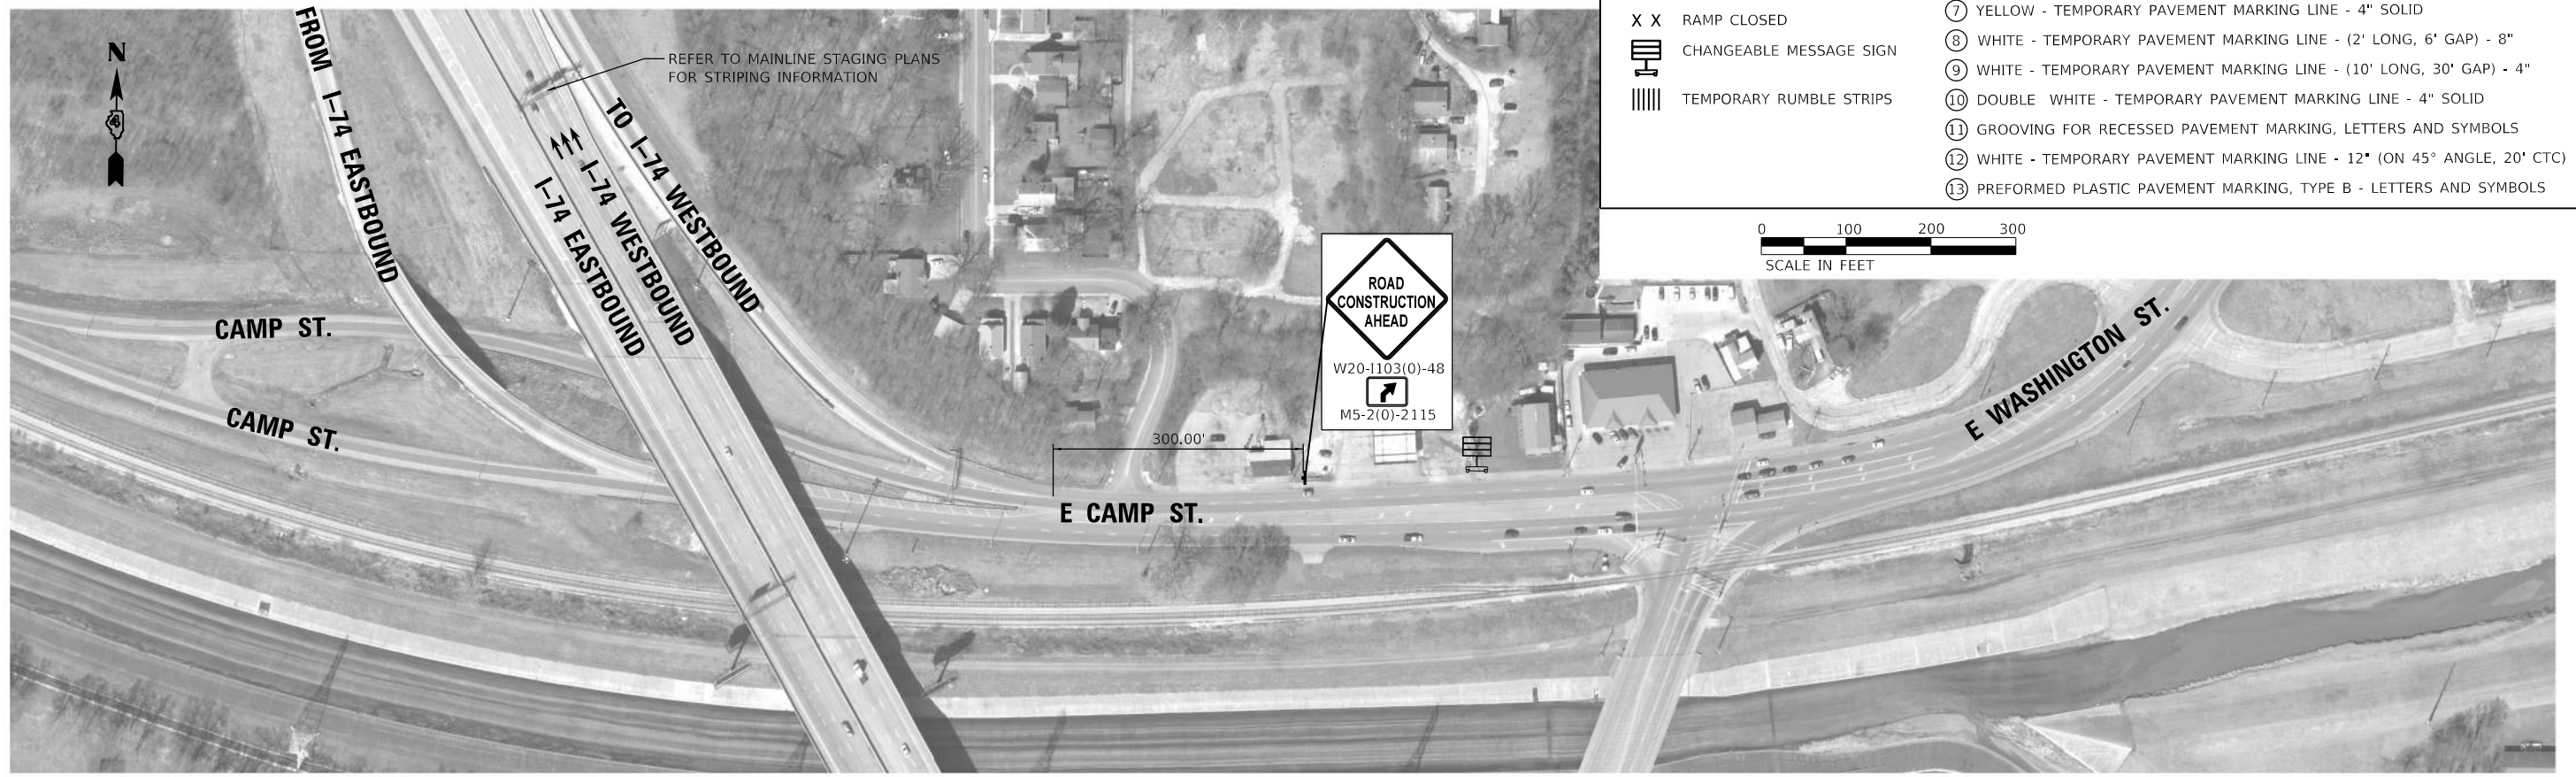 FROM I-74 EASTBOUND
N
4
REFER TO MAINLINE STAGING PLANS
FOR STRIPING INFORMATION
TO I-74 WESTBOUND
I-74 WESTBOUND
I-74 EASTBOUND
CAMP ST.
CAMP ST.
300.00'
E CAMP ST.
ROAD
CONSTRUCTION
AHEAD
W20-I103(0)-48
M5-2(0)-2115
X X RAMP CLOSED
CHANGEABLE MESSAGE SIGN
TEMPORARY RUMBLE STRIPS
7 YELLOW - TEMPORARY PAVEMENT MARKING LINE - 4" SOLID
8 WHITE - TEMPORARY PAVEMENT MARKING LINE - (2' LONG, 6' GAP) - 8"
9 WHITE - TEMPORARY PAVEMENT MARKING LINE - (10' LONG, 30' GAP) - 4"
10 DOUBLE WHITE - TEMPORARY PAVEMENT MARKING LINE - 4" SOLID
11 GROOVING FOR RECESSED PAVEMENT MARKING, LETTERS AND SYMBOLS
12 WHITE - TEMPORARY PAVEMENT MARKING LINE - 12" (ON 45° ANGLE, 20' CTC)
13 PREFORMED PLASTIC PAVEMENT MARKING, TYPE B - LETTERS AND SYMBOLS
0 100 200 300
SCALE IN FEET
E WASHINGTON ST.